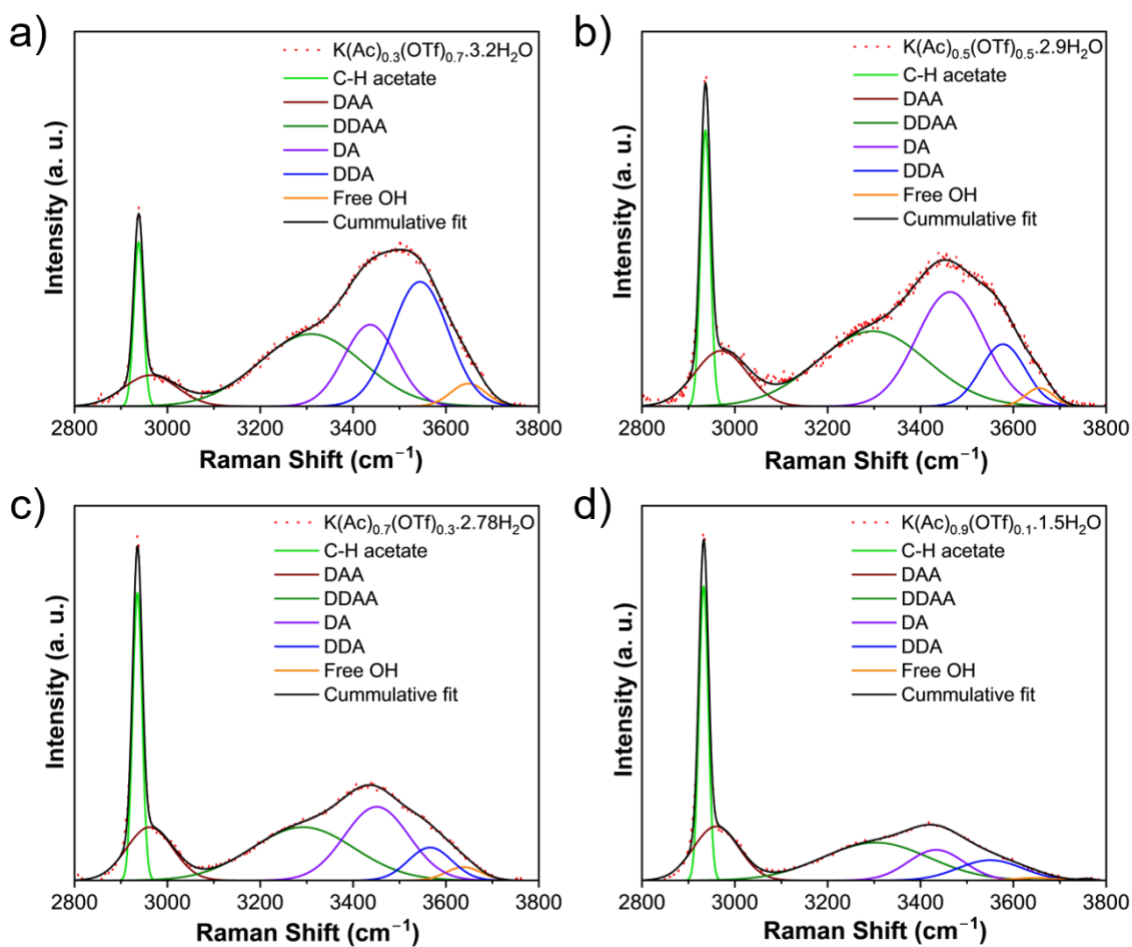 a)
K(Ac)₀.₃(OTf)₀.₇.3.2H₂O
C-H acetate
DAA
DDAA
DA
DDA
Free OH
Cummulative fit
Intensity (a. u.)
2800 3000 3200 3400 3600 3800
Raman Shift (cm⁻¹)
b)
K(Ac)₀.₅(OTf)₀.₅.2.9H₂O
C-H acetate
DAA
DDAA
DA
DDA
Free OH
Cummulative fit
Intensity (a. u.)
2800 3000 3200 3400 3600 3800
Raman Shift (cm⁻¹)
c)
K(Ac)₀.₇(OTf)₀.₃.2.78H₂O
C-H acetate
DAA
DDAA
DA
DDA
Free OH
Cummulative fit
Intensity (a. u.)
2800 3000 3200 3400 3600 3800
Raman Shift (cm⁻¹)
d)
K(Ac)₀.₉(OTf)₀.₁.1.5H₂O
C-H acetate
DAA
DDAA
DA
DDA
Free OH
Cummulative fit
Intensity (a. u.)
2800 3000 3200 3400 3600 3800
Raman Shift (cm⁻¹)